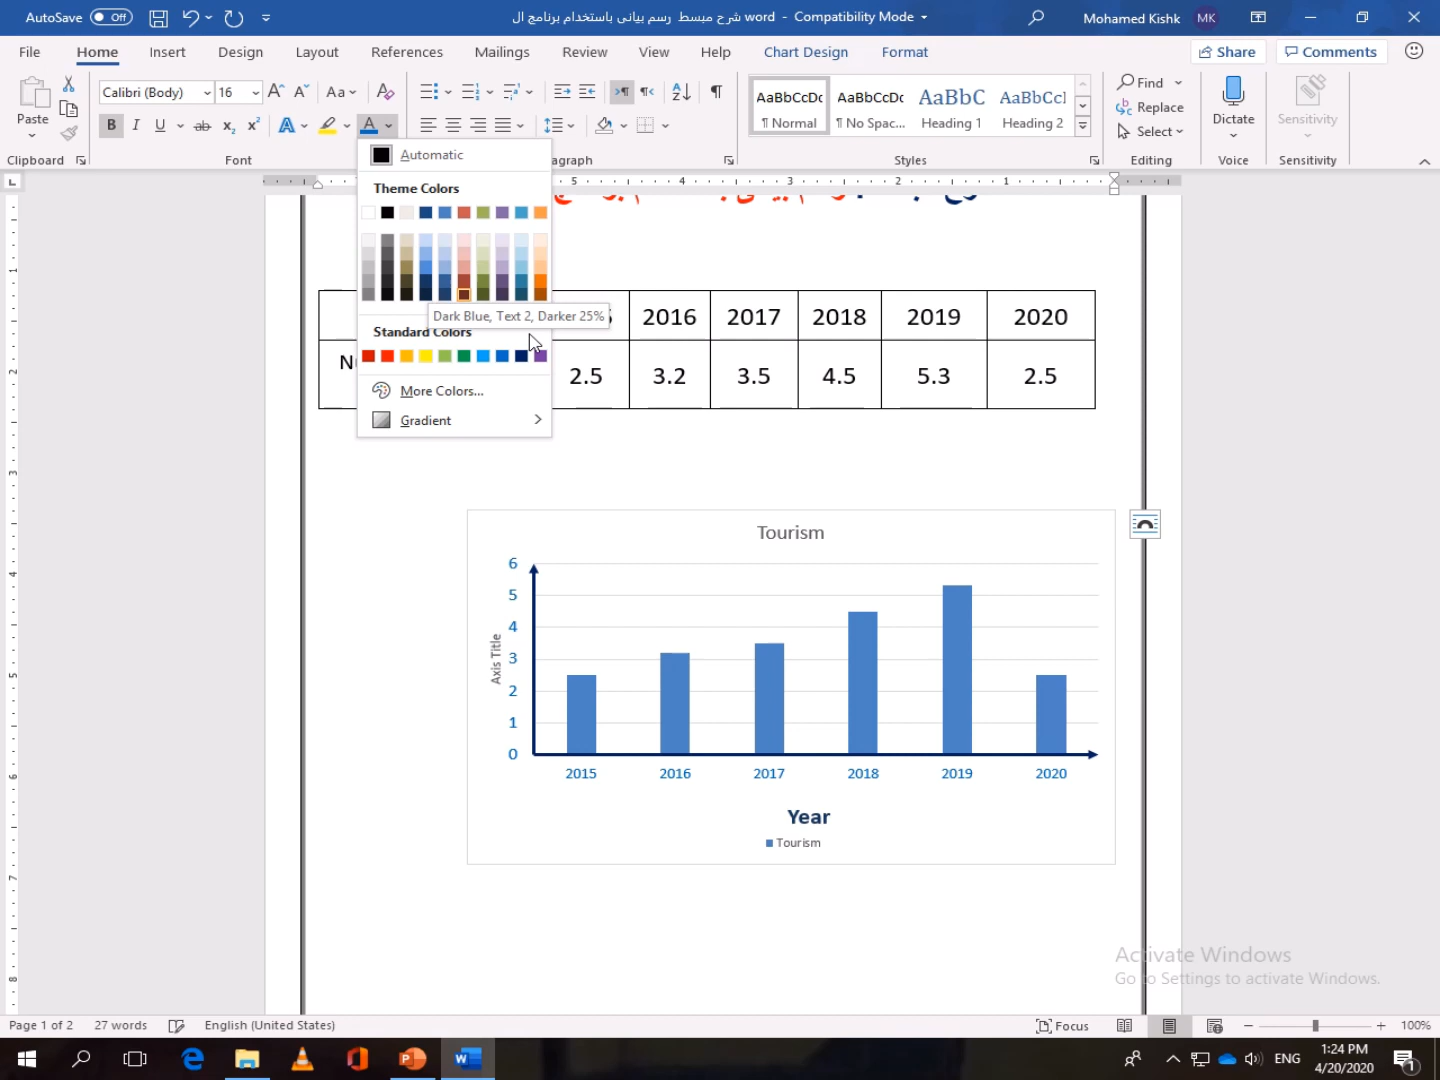 AutoSave Off شرح مبسط رسم بيانى باستخدام برنامج ال word - Compatibility Mode Mohamed Kishk MK
File Home Insert Design Layout References Mailings Review View Help Chart Design Format Share Comments
Paste Calibri (Body) 16 Aa AaBbCcDc AaBbCcDc AaBbC AaBbCcl Find
¶ Normal ¶ No Spac... Heading 1 Heading 2 Replace Dictate Sensitivity
Select
Clipboard Font Styles Editing Voice Sensitivity
Automatic
Theme Colors
Dark Blue, Text 2, Darker 25%
Standard Colors
More Colors...
Gradient
2016 2017 2018 2019 2020
2.5 3.2 3.5 4.5 5.3 2.5
Tourism
6
5
4
3
2
1
0
Axis Title
2015 2016 2017 2018 2019 2020
Year
Tourism
Activate Windows
Go to Settings to activate Windows.
Page 1 of 2 27 words English (United States) Focus 100%
ENG 1:24 PM
4/20/2020